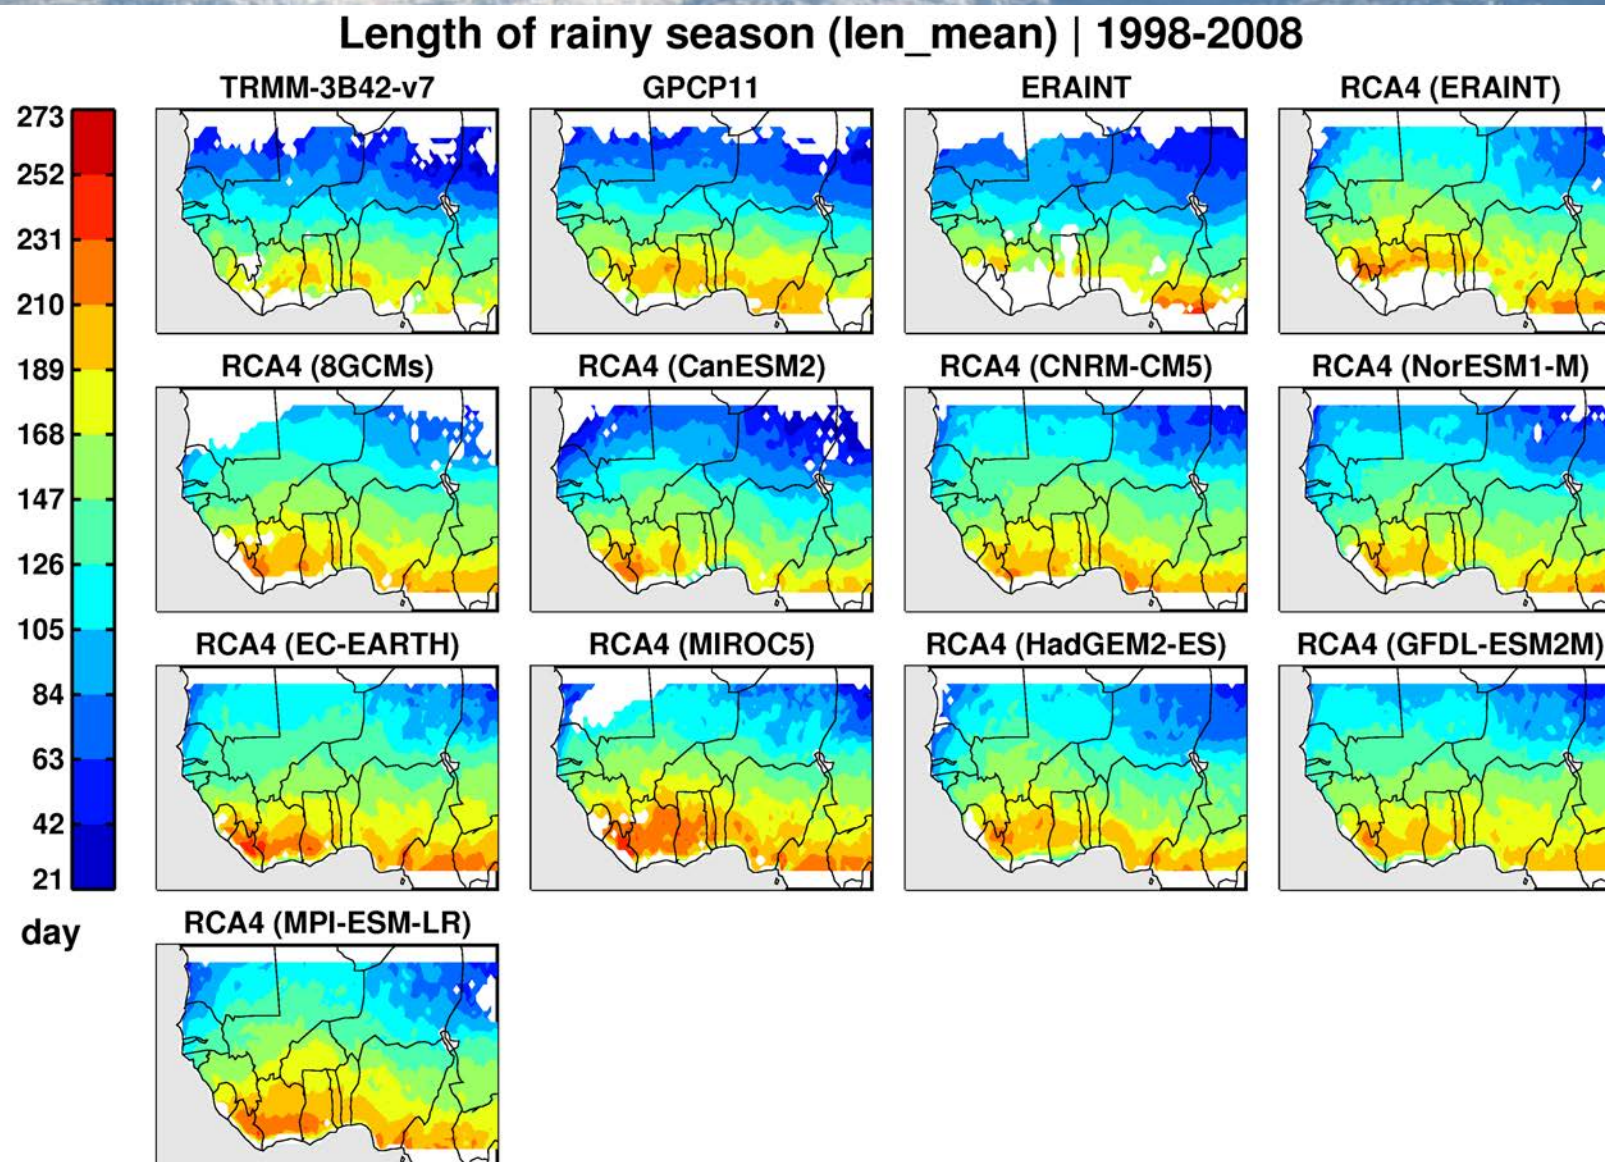 Length of rainy season (len_mean) | 1998-2008
TRMM-3B42-v7
GPCP11
ERAINT
RCA4 (ERAINT)
273
252
231
210
189
168
147
126
105
84
63
42
21
day
RCA4 (8GCMs)
RCA4 (CanESM2)
RCA4 (CNRM-CM5)
RCA4 (NorESM1-M)
RCA4 (EC-EARTH)
RCA4 (MIROC5)
RCA4 (HadGEM2-ES)
RCA4 (GFDL-ESM2M)
RCA4 (MPI-ESM-LR)